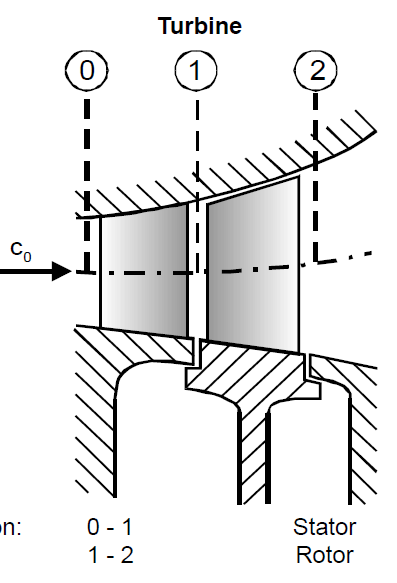 Turbine
0 1 2
c0
on: 0 - 1 Stator
1 - 2 Rotor